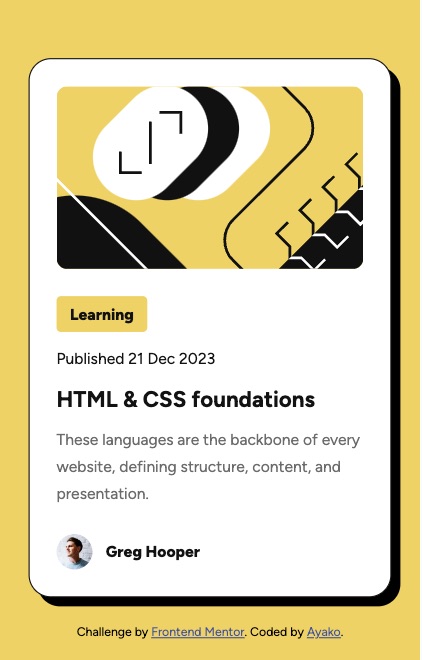 Learning
Published 21 Dec 2023
HTML & CSS foundations
These languages are the backbone of every
website, defining structure, content, and
presentation.
Greg Hooper
Challenge by Frontend Mentor. Coded by Ayako.